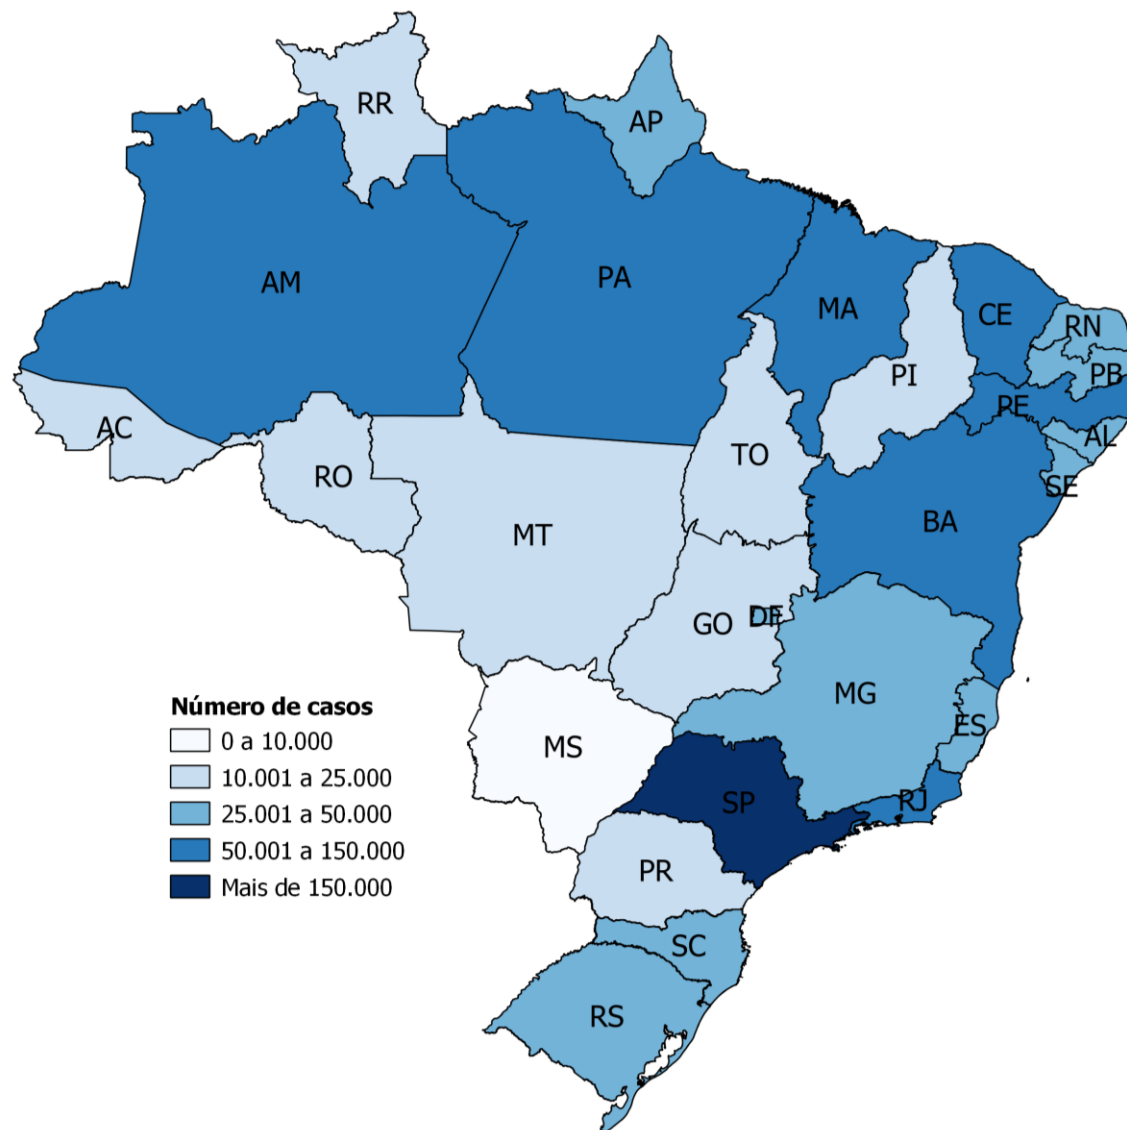 RR
AP
AM
PA
MA
CE
RN
PI
PB
PE
AC
AL
TO
RO
SE
BA
MT
GO
DF
MG
Número de casos
ES
0 a 10.000
MS
10.001 a 25.000
SP
RJ
25.001 a 50.000
50.001 a 150.000
PR
Mais de 150.000
SC
RS